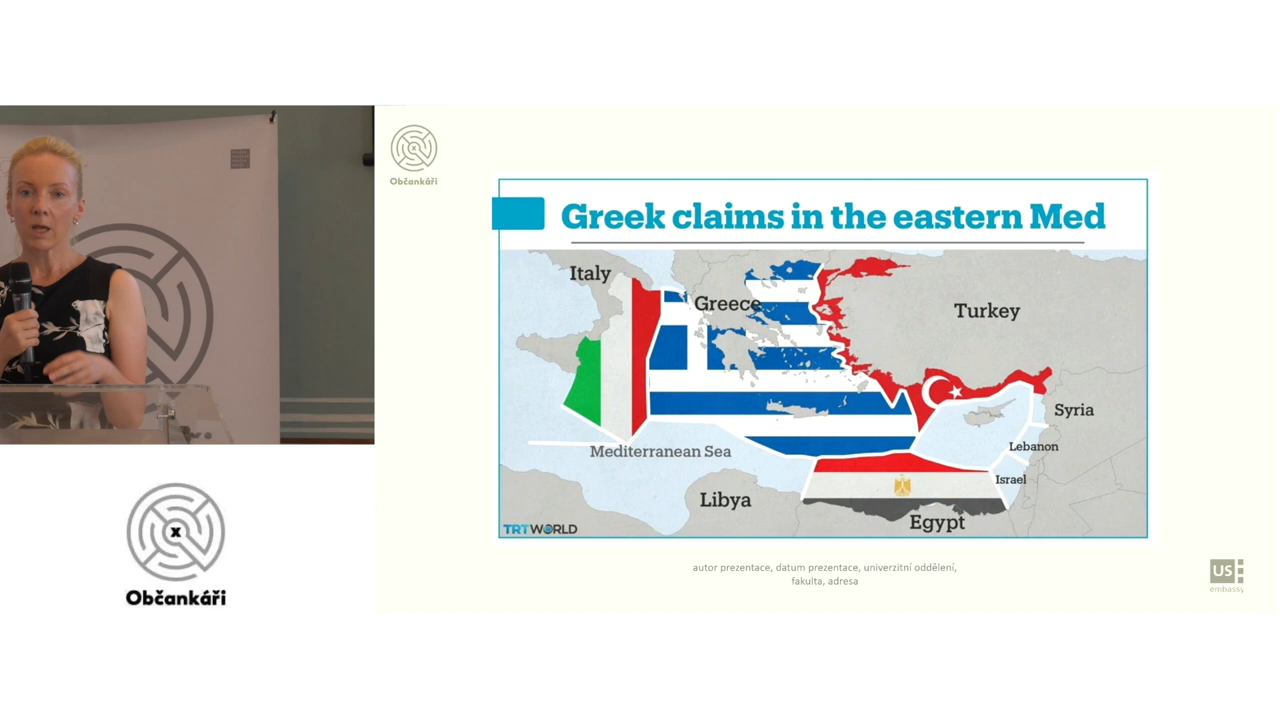 Občankáři
Greek claims in the eastern Med
Italy
Greece
Turkey
Syria
Mediterranean Sea
Lebanon
Israel
Libya
Egypt
TRT WORLD
autor prezentace, datum prezentace, univerzitní oddělení,
fakulta, adresa
US
embassy
x
Občankáři